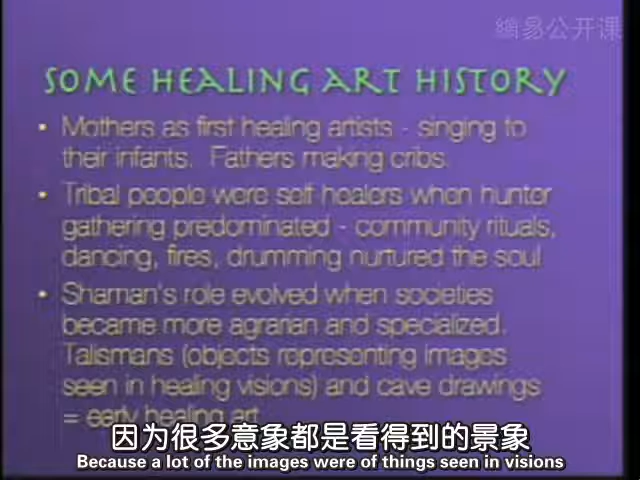 網易公开课
SOME HEALING ART HISTORY
• Mothers as first healing artists - singing to
their infants. Fathers making cribs.
• Tribal people were self healers when hunter
gathering predominated - community rituals,
dancing, fires, drumming nurtured the soul
• Shaman's role evolved when societies
became more agrarian and specialized.
Talismans (objects representing images
seen in healing visions) and cave drawings
= early healing art
因为很多意象都是看得到的景象
Because a lot of the images were of things seen in visions